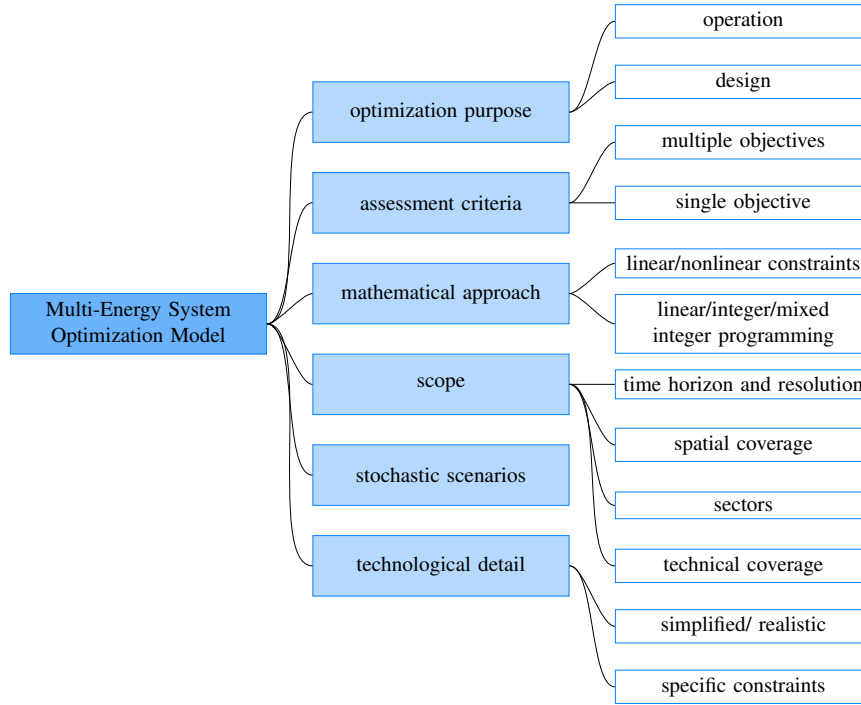 Multi-Energy System
Optimization Model
optimization purpose
operation
design
assessment criteria
multiple objectives
single objective
mathematical approach
linear/nonlinear constraints
linear/integer/mixed
integer programming
scope
time horizon and resolution
spatial coverage
sectors
technical coverage
stochastic scenarios
technological detail
simplified/ realistic
specific constraints